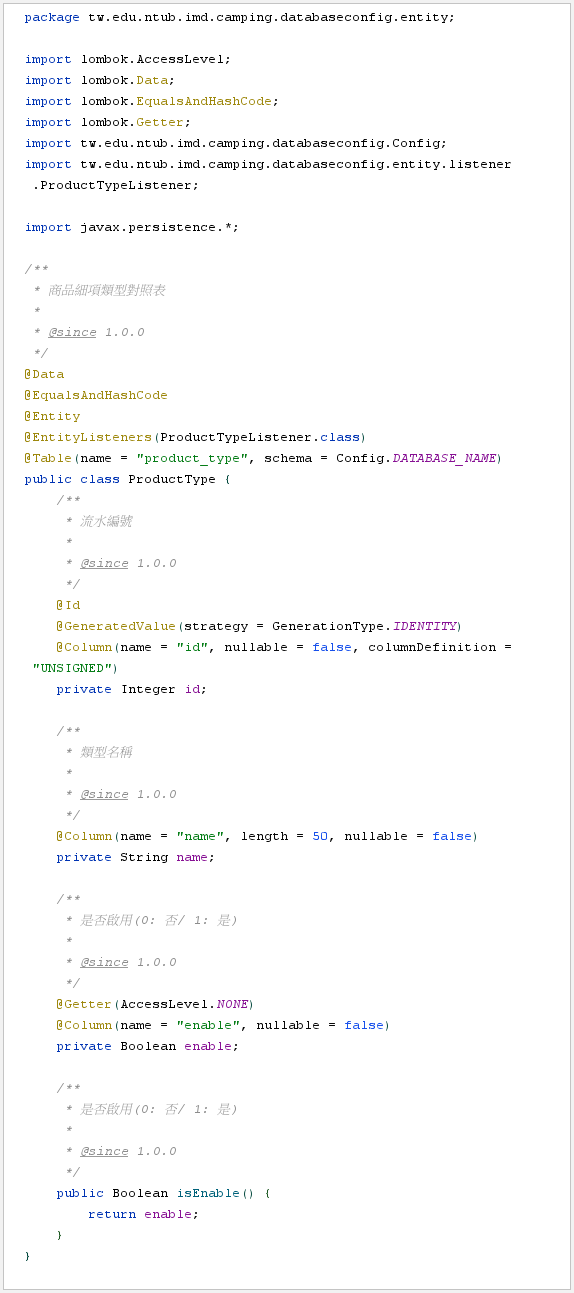 package tw.edu.ntub.imd.camping.databaseconfig.entity;
import lombok.AccessLevel;
import lombok.Data;
import lombok.EqualsAndHashCode;
import lombok.Getter;
import tw.edu.ntub.imd.camping.databaseconfig.Config;
import tw.edu.ntub.imd.camping.databaseconfig.entity.listener
.ProductTypeListener;
import javax.persistence.*;
/**
* 商品細項類型對照表
*
* @since 1.0.0
*/
@Data
@EqualsAndHashCode
@Entity
@EntityListeners(ProductTypeListener.class)
@Table(name = "product_type", schema = Config.DATABASE_NAME)
public class ProductType {
/**
* 流水編號
*
* @since 1.0.0
*/
@Id
@GeneratedValue(strategy = GenerationType.IDENTITY)
@Column(name = "id", nullable = false, columnDefinition =
"UNSIGNED")
private Integer id;
/**
* 類型名稱
*
* @since 1.0.0
*/
@Column(name = "name", length = 50, nullable = false)
private String name;
/**
* 是否啟用(0: 否/ 1: 是)
*
* @since 1.0.0
*/
@Getter(AccessLevel.NONE)
@Column(name = "enable", nullable = false)
private Boolean enable;
/**
* 是否啟用(0: 否/ 1: 是)
*
* @since 1.0.0
*/
public Boolean isEnable() {
return enable;
}
}